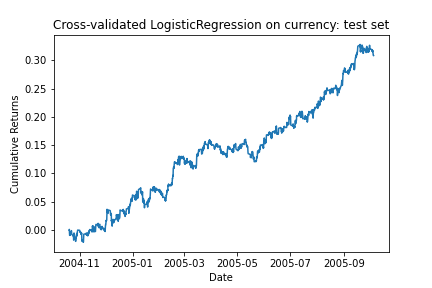 Cross-validated LogisticRegression on currency: test set
0.30
0.25
0.20
0.15
0.10
0.05
0.00
Cumulative Returns
2004-11 2005-01 2005-03 2005-05 2005-07 2005-09
Date